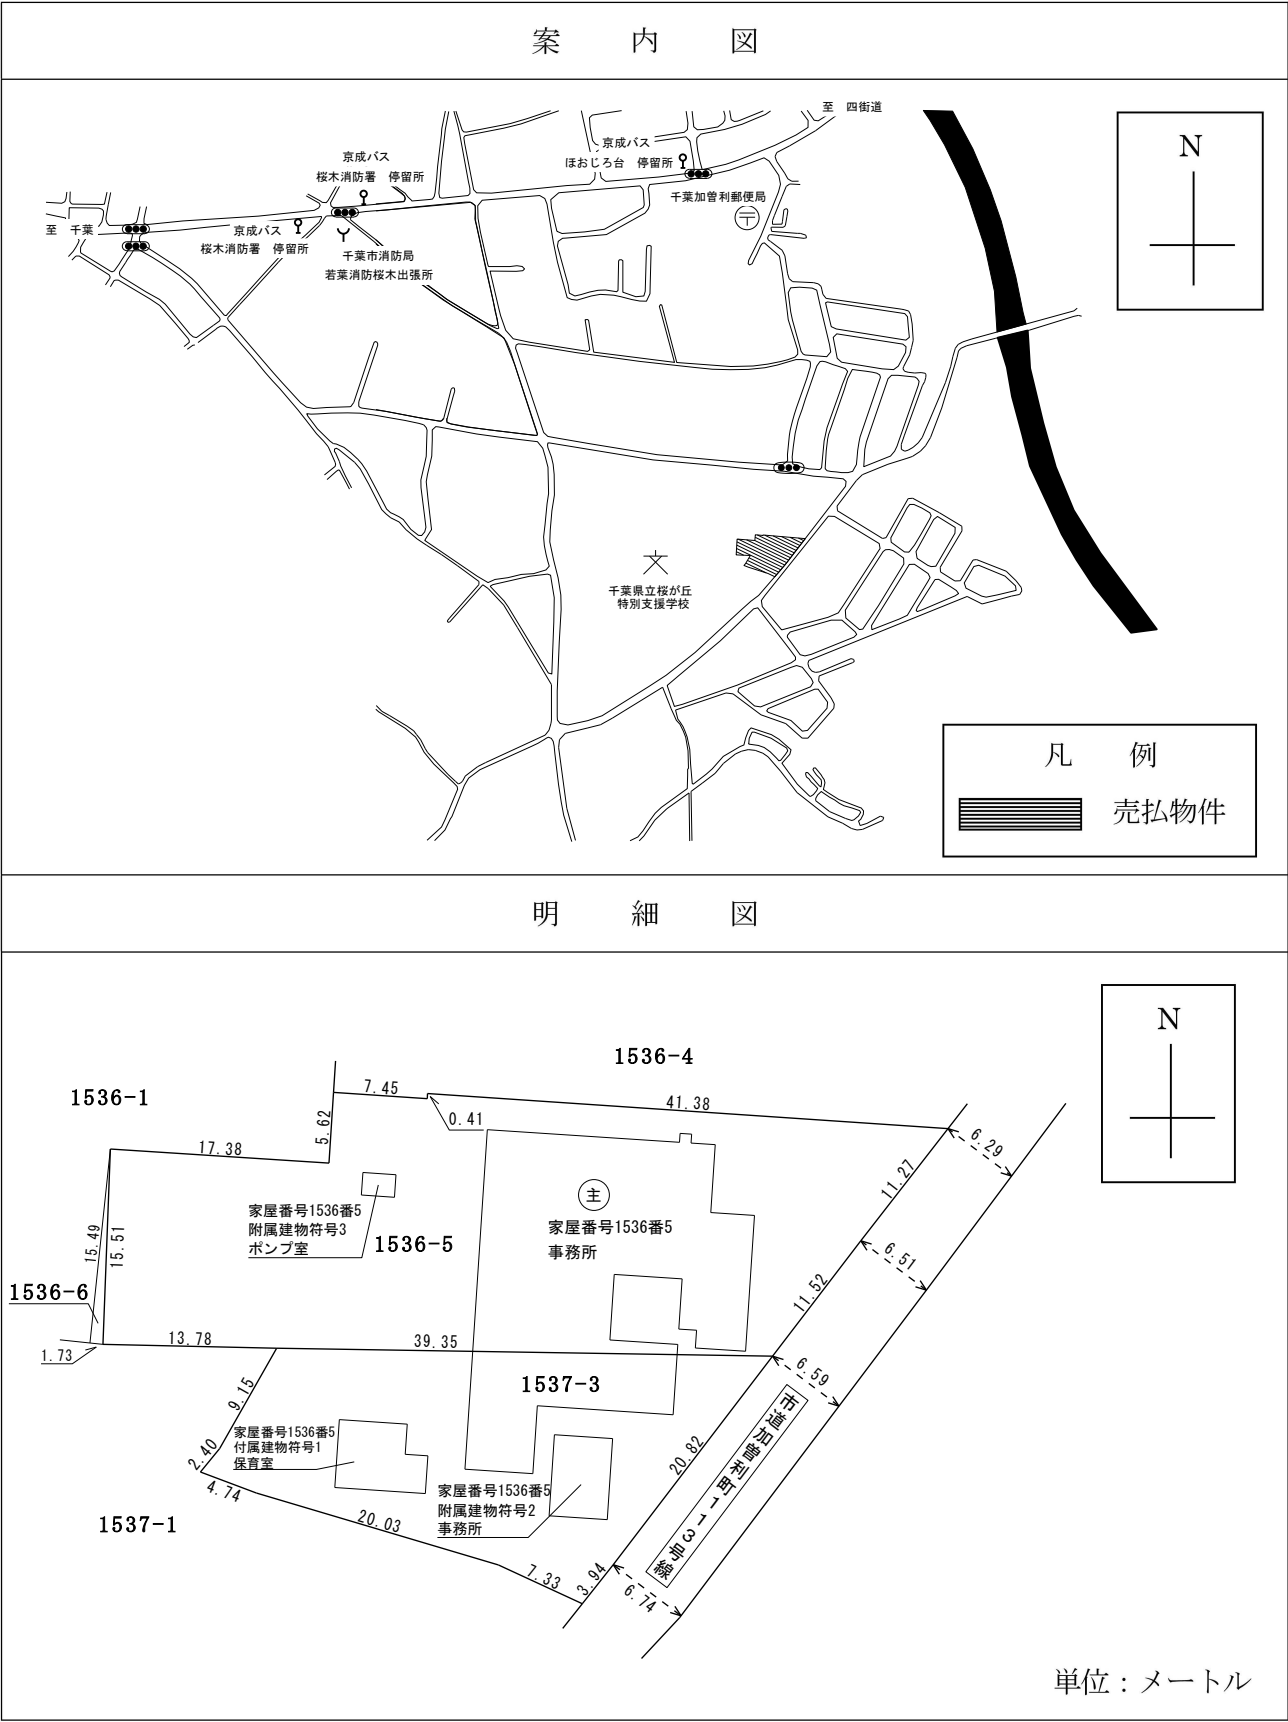 案　内　図
至　四街道
京成バス
ほおじろ台　停留所
京成バス
桜木消防署　停留所
千葉加曽利郵便局
〒
N
至　千葉
京成バス
桜木消防署　停留所
千葉市消防局
若葉消防桜木出張所
文
千葉県立桜が丘
特別支援学校
凡　例
売払物件
明　細　図
N
1536-4
1536-1
7.45
41.38
0.41
5.62
6.29
17.38
11.27
主
家屋番号1536番5
事務所
家屋番号1536番5
附属建物符号3
ポンプ室
1536-5
15.49
15.51
6.51
11.52
1536-6
13.78
39.35
1.73
6.59
1537-3
9.15
市道加曽利町113号線
家屋番号1536番5
付属建物符号1
保育室
2.40
20.82
4.74
家屋番号1536番5
附属建物符号2
事務所
1537-1
20.03
7.33
3.94
6.74
単位：メートル